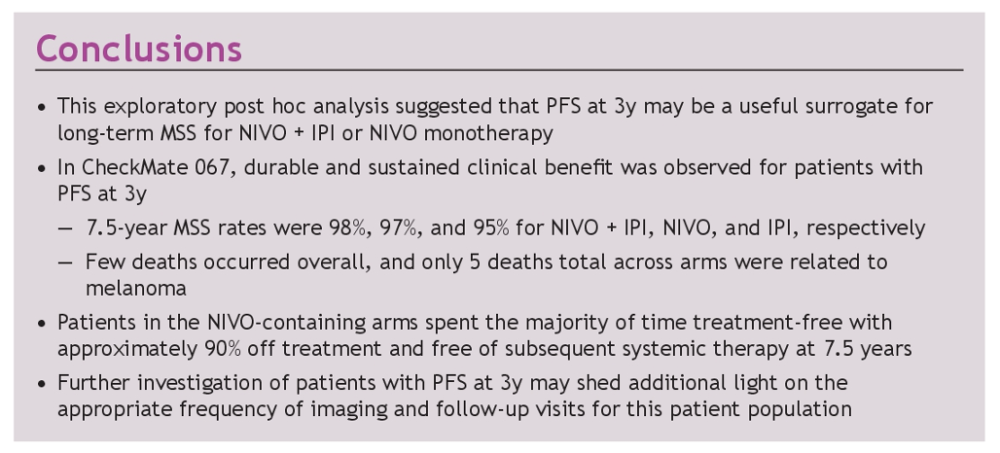 Conclusions
• This exploratory post hoc analysis suggested that PFS at 3y may be a useful surrogate for
long-term MSS for NIVO + IPI or NIVO monotherapy
• In CheckMate 067, durable and sustained clinical benefit was observed for patients with
PFS at 3y
— 7.5-year MSS rates were 98%, 97%, and 95% for NIVO + IPI, NIVO, and IPI, respectively
— Few deaths occurred overall, and only 5 deaths total across arms were related to
melanoma
• Patients in the NIVO-containing arms spent the majority of time treatment-free with
approximately 90% off treatment and free of subsequent systemic therapy at 7.5 years
• Further investigation of patients with PFS at 3y may shed additional light on the
appropriate frequency of imaging and follow-up visits for this patient population